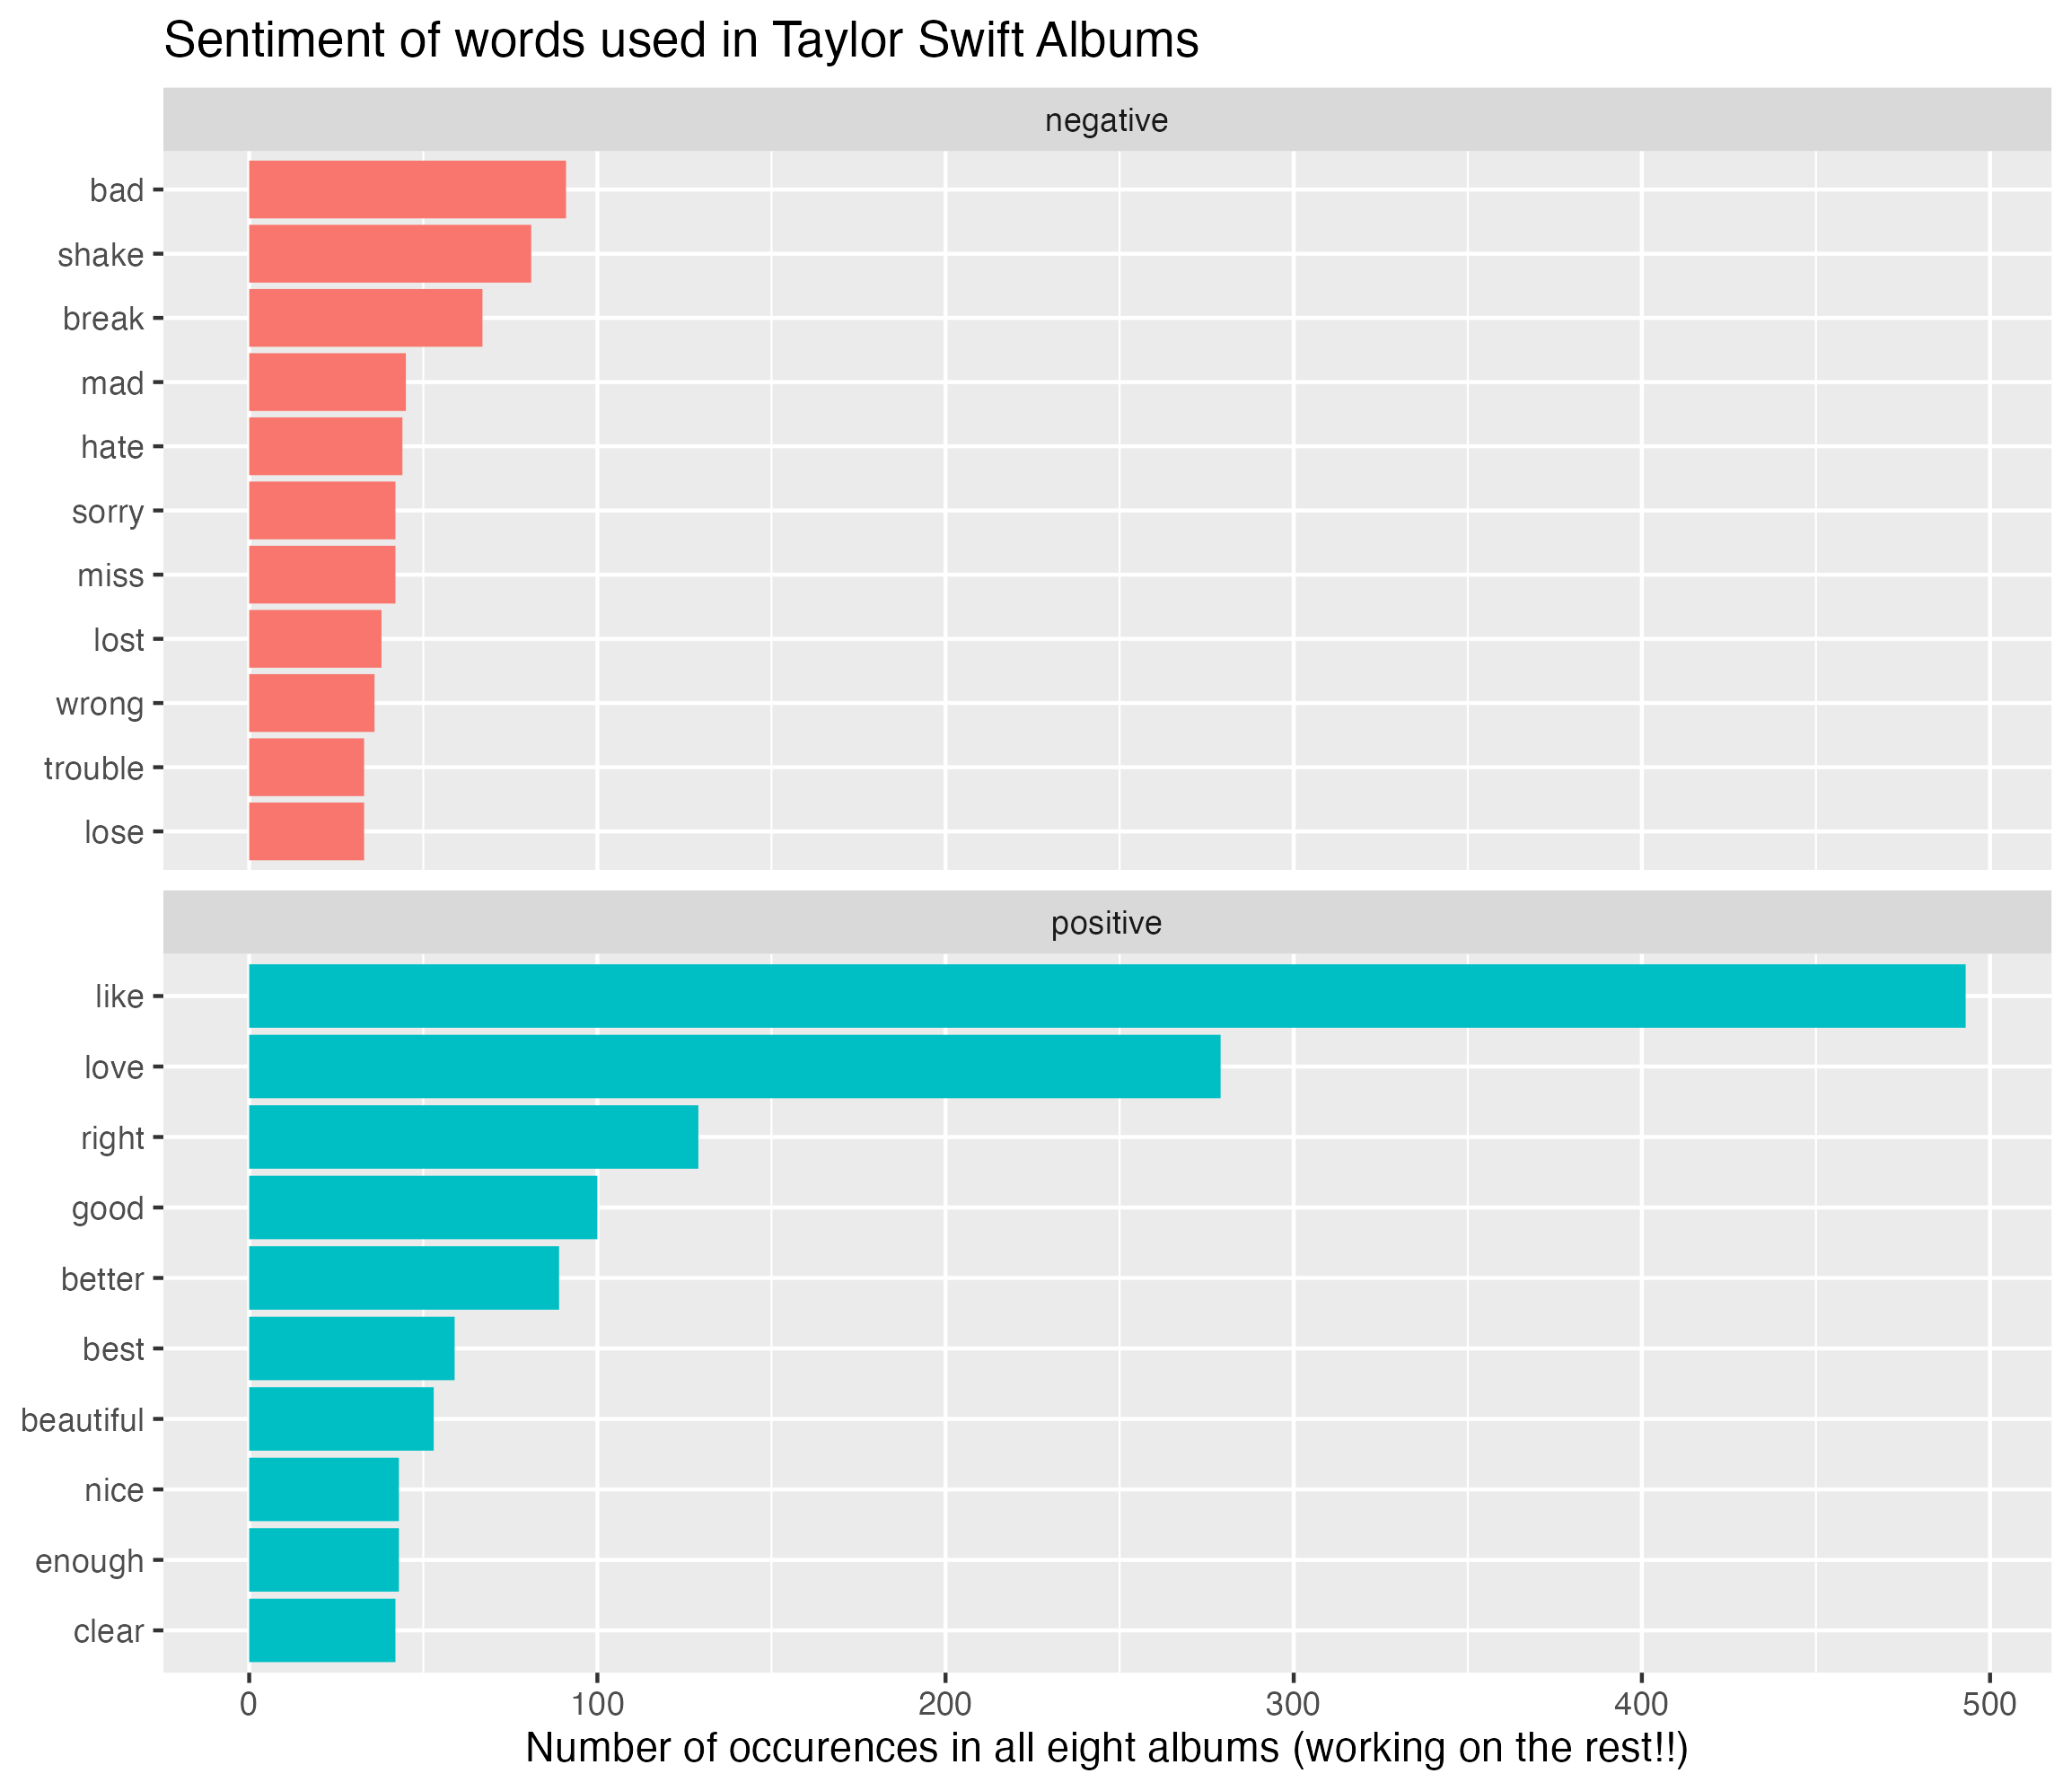 Sentiment of words used in Taylor Swift Albums
negative
bad
shake
break
mad
hate
sorry
miss
lost
wrong
trouble
lose
positive
like
love
right
good
better
best
beautiful
nice
enough
clear
0 100 200 300 400 500
Number of occurences in all eight albums (working on the rest!!)